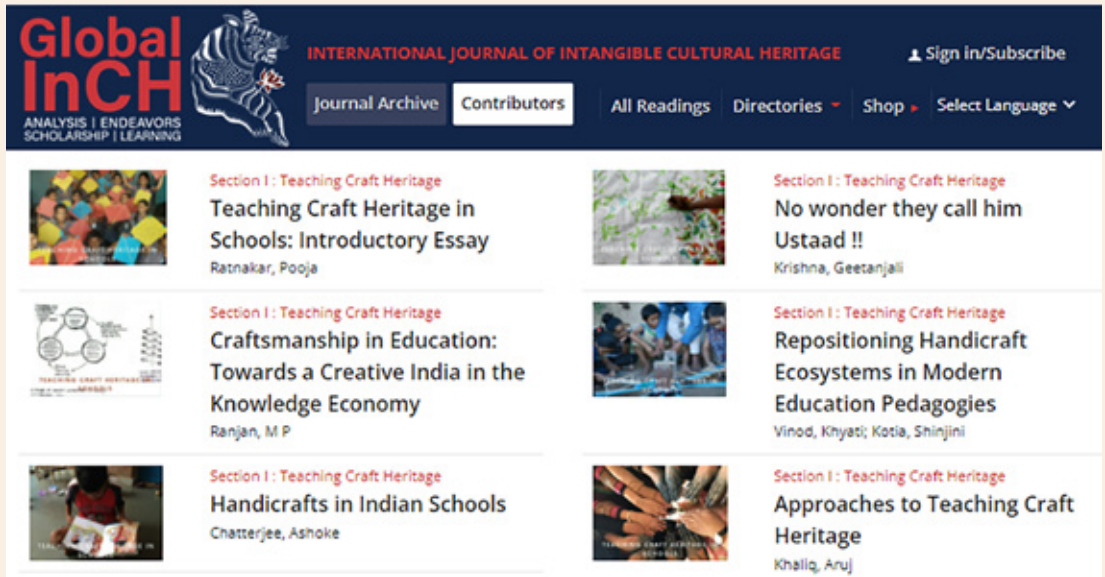 Global
InCH
ANALYSIS | ENDEAVORS
SCHOLARSHIP | LEARNING
INTERNATIONAL JOURNAL OF INTANGIBLE CULTURAL HERITAGE
Sign in/Subscribe
Journal Archive
Contributors
All Readings
Directories
Shop
Select Language
Section I : Teaching Craft Heritage
Teaching Craft Heritage in
Schools: Introductory Essay
Ratnakar, Pooja
Section I : Teaching Craft Heritage
No wonder they call him
Ustaad !!
Krishna, Geetanjali
Section I : Teaching Craft Heritage
Craftsmanship in Education:
Towards a Creative India in the
Knowledge Economy
Ranjan, M P
Section I : Teaching Craft Heritage
Repositioning Handicraft
Ecosystems in Modern
Education Pedagogies
Vinod, Khyati; Kotia, Shinjini
Section I : Teaching Craft Heritage
Handicrafts in Indian Schools
Chatterjee, Ashoke
Section I : Teaching Craft Heritage
Approaches to Teaching Craft
Heritage
Khaliq, Aruj